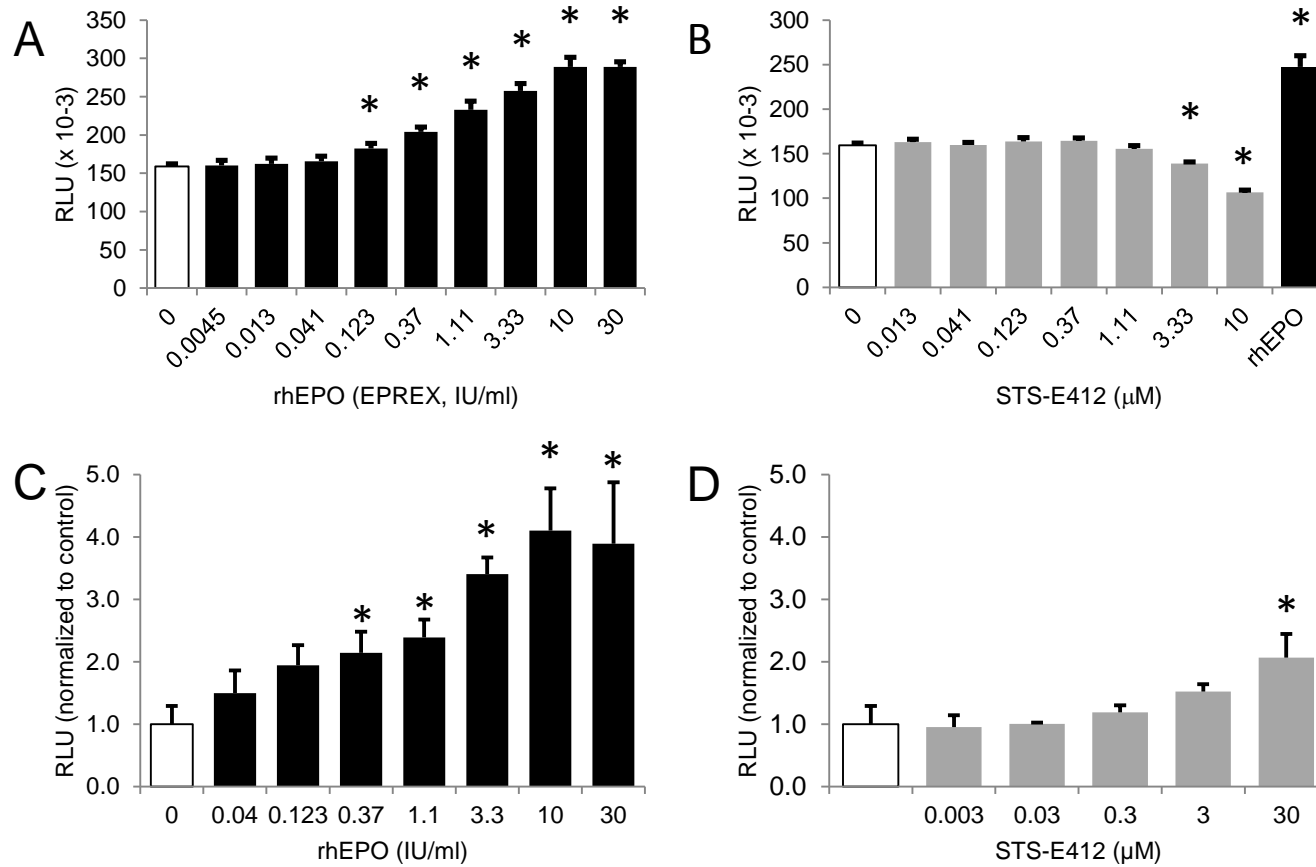 A
RLU (x 10-3)
350
300
250
200
150
100
50
0
* * * * * *
0 0.0045 0.013 0.041 0.123 0.37 1.11 3.33 10 30
rhEPO (EPREX, IU/ml)
B
RLU (x 10-3)
300
250
200
150
100
50
0
* * *
0 0.013 0.041 0.123 0.37 1.11 3.33 10 rhEPO
STS-E412 (μM)
C
RLU (normalized to control)
5.0
4.0
3.0
2.0
1.0
0.0
* * * * *
0 0.04 0.123 0.37 1.1 3.3 10 30
rhEPO (IU/ml)
D
RLU (normalized to control)
5.0
4.0
3.0
2.0
1.0
0.0
*
0.003 0.03 0.3 3 30
STS-E412 (μM)